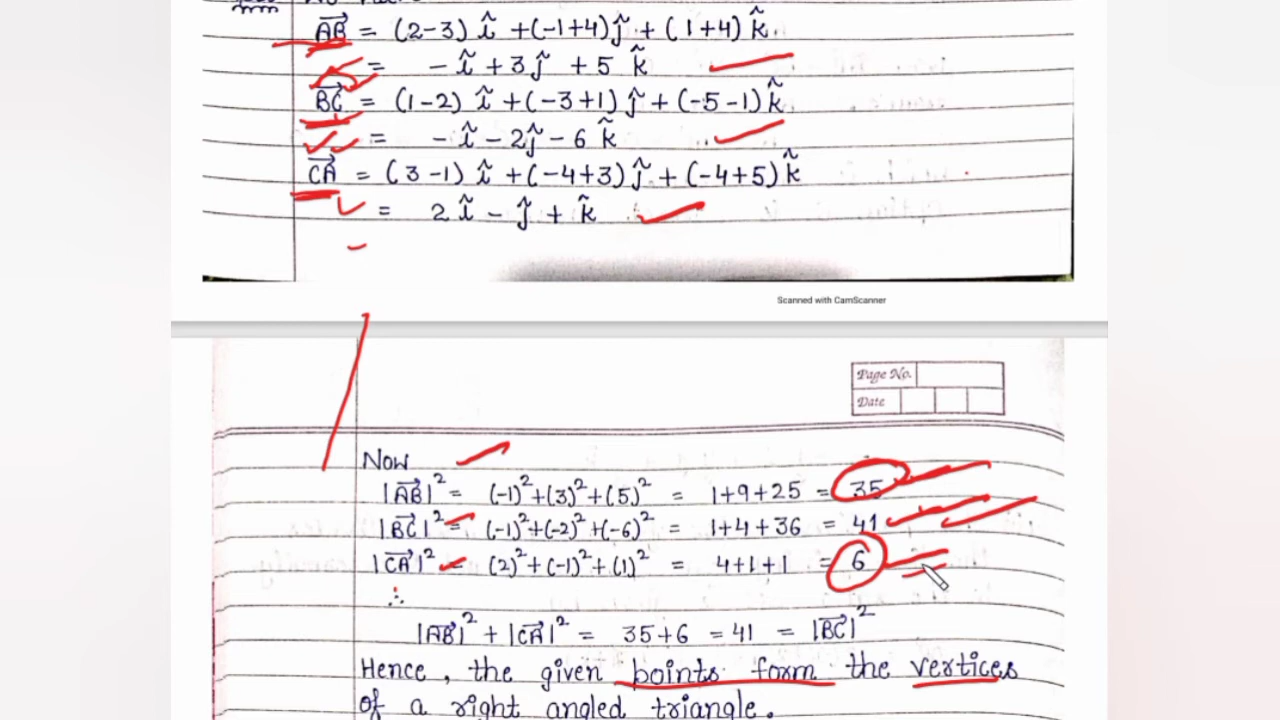 AB→ = (2-3) î + (-1+4) ĵ + (1+4) k̂
= - î + 3ĵ + 5 k̂
BC→ = (1-2) î + (-3+1) ĵ + (-5-1) k̂
= - î - 2ĵ - 6 k̂
CA→ = (3-1) î + (-4+3) ĵ + (-4+5) k̂
= 2 î - ĵ + k̂
Scanned with CamScanner
Page No.
Date
Now
|AB→|² = (-1)²+(3)²+(5)² = 1+9+25 = 35
|BC→|² = (-1)²+(-2)²+(-6)² = 1+4+36 = 41
|CA→|² = (2)²+(-1)²+(1)² = 4+1+1 = 6
∴
|AB→|² + |CA→|² = 35+6 = 41 = |BC→|²
Hence, the given points form the vertices
of a right angled triangle.